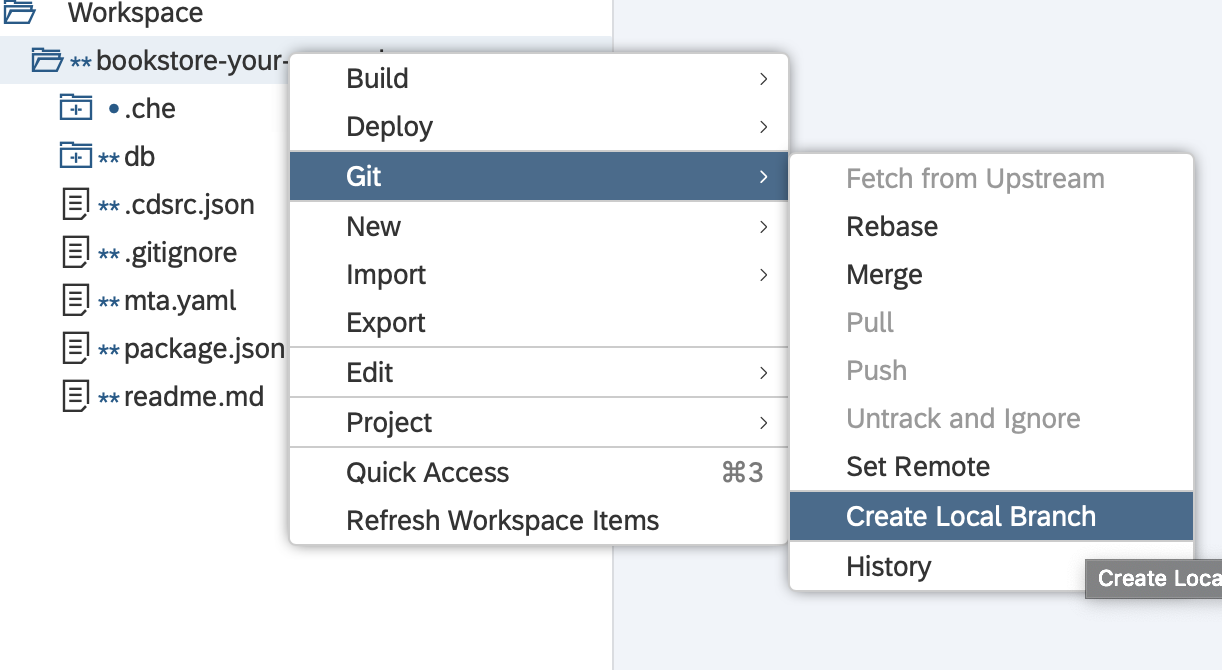 Workspace
** bookstore-your-
• .che
** db
** .cdsrc.json
** .gitignore
** mta.yaml
** package.json
** readme.md
Build
Deploy
Git
New
Import
Export
Edit
Project
Quick Access ⌘3
Refresh Workspace Items
Fetch from Upstream
Rebase
Merge
Pull
Push
Untrack and Ignore
Set Remote
Create Local Branch
History
Create Loca